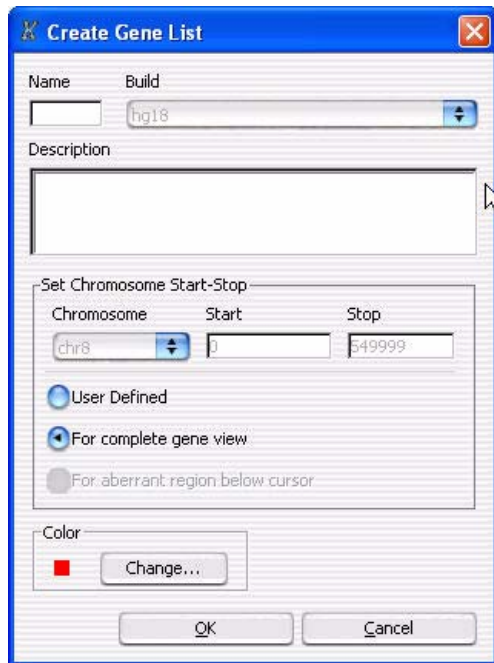 Create Gene List
Name Build
hg18
Description
Set Chromosome Start-Stop
Chromosome Start Stop
chr8 0 549999
User Defined
For complete gene view
For aberrant region below cursor
Color
Change...
OK Cancel